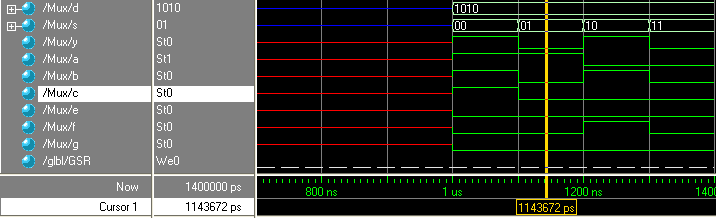 /Mux/d 1010 1010
/Mux/s 01 00 01 10 11
/Mux/y St0
/Mux/a St1
/Mux/b St0
/Mux/c St0
/Mux/e St0
/Mux/f St0
/Mux/g St0
/glbl/GSR We0
Now 1400000 ps 800 ns 1 us 1200 ns 1400
Cursor 1 1143672 ps 1143672 ps